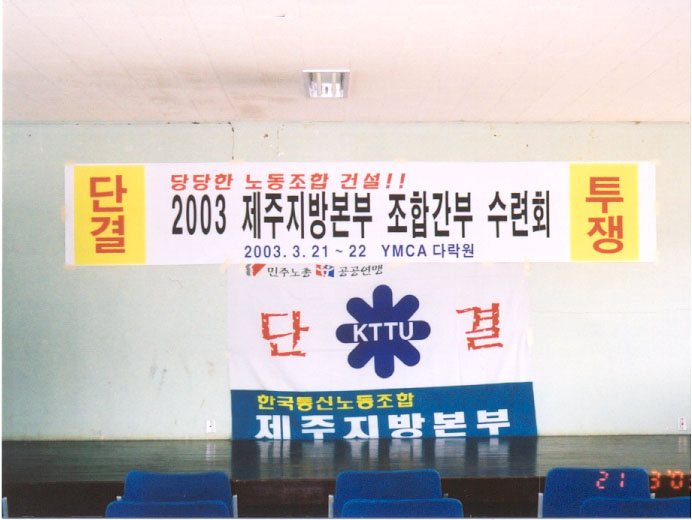 단결
당당한 노동조합 건설!!
2003 제주지방본부 조합간부 수련회
2003. 3. 21 ~ 22 YMCA 다락원
투쟁
민주노총 공공연맹
단 KTTU 결
한국통신노동조합
제주지방본부
21 3'03